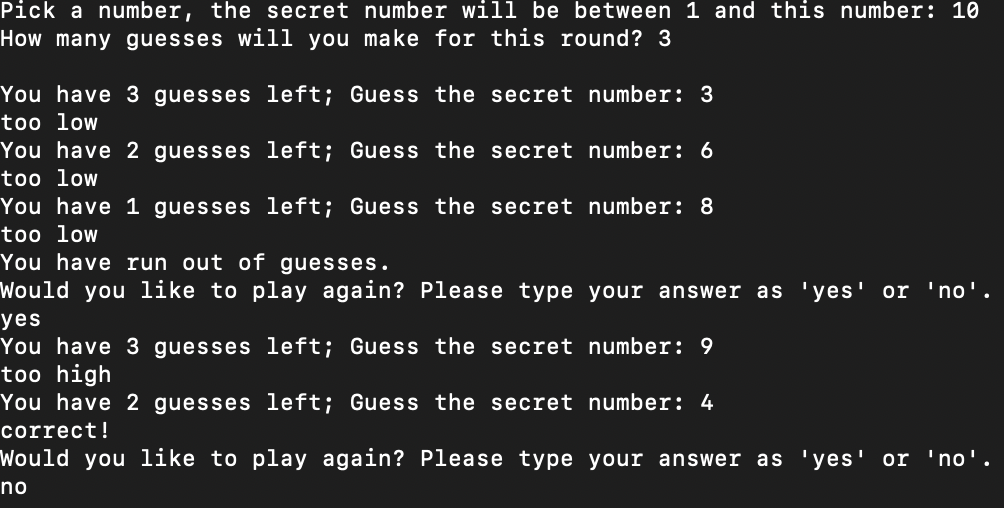 Pick a number, the secret number will be between 1 and this number: 10
How many guesses will you make for this round? 3
You have 3 guesses left; Guess the secret number: 3
too low
You have 2 guesses left; Guess the secret number: 6
too low
You have 1 guesses left; Guess the secret number: 8
too low
You have run out of guesses.
Would you like to play again? Please type your answer as 'yes' or 'no'.
yes
You have 3 guesses left; Guess the secret number: 9
too high
You have 2 guesses left; Guess the secret number: 4
correct!
Would you like to play again? Please type your answer as 'yes' or 'no'.
no